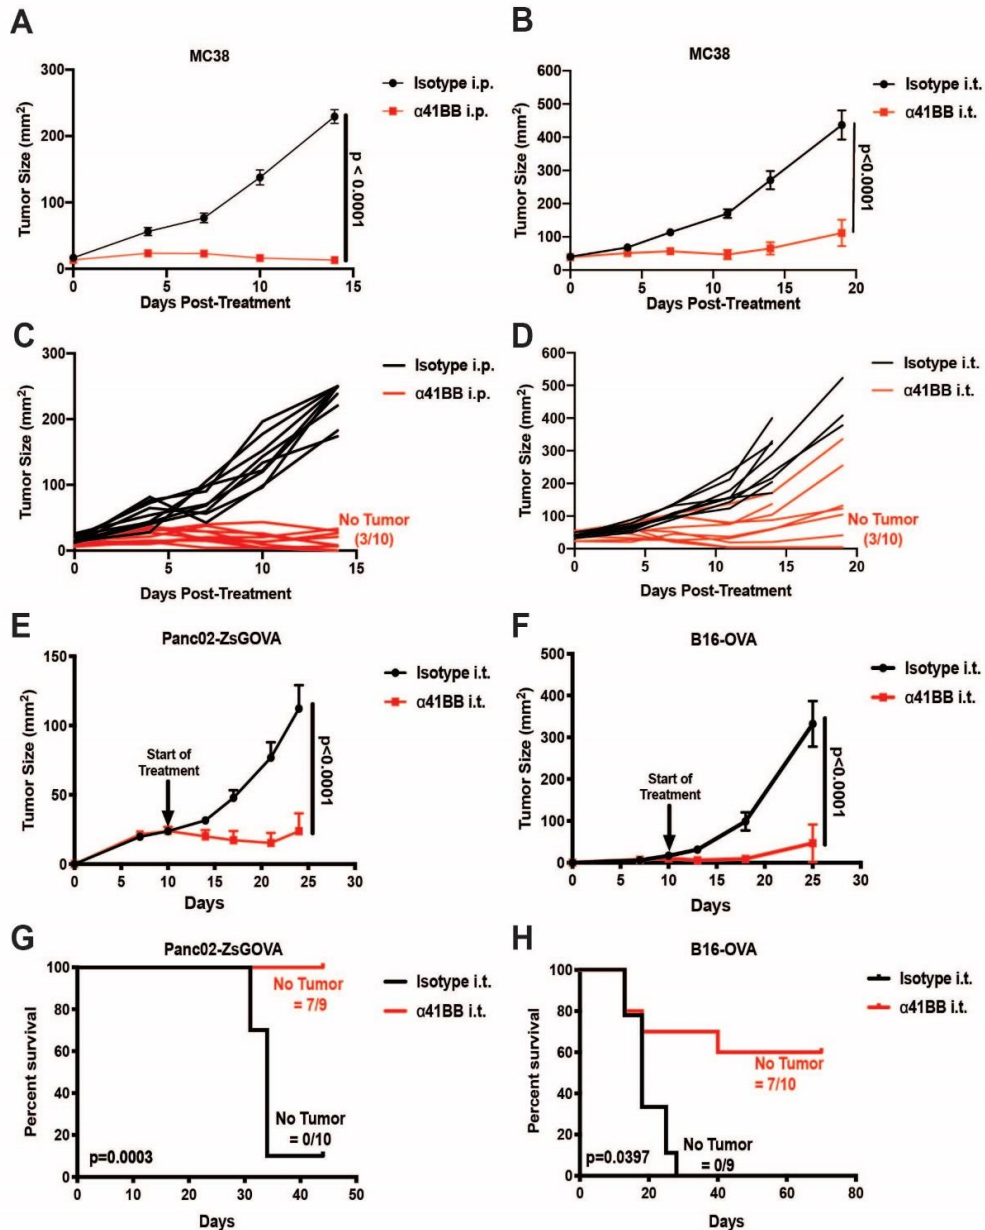 A
MC38
Tumor Size (mm²)
300
200
100
0
0 5 10 15
Days Post-Treatment
Isotype i.p.
α41BB i.p.
p < 0.0001
B
MC38
Tumor Size (mm²)
600
500
400
300
200
100
0
0 5 10 15 20
Days Post-Treatment
Isotype i.t.
α41BB i.t.
p<0.0001
C
Tumor Size (mm²)
300
200
100
0
0 5 10 15
Days Post-Treatment
Isotype i.p.
α41BB i.p.
No Tumor
(3/10)
D
Tumor Size (mm²)
600
500
400
300
200
100
0
0 5 10 15 20
Days Post-Treatment
Isotype i.t.
α41BB i.t.
No Tumor
(3/10)
E
Panc02-ZsGOVA
Tumor Size (mm²)
150
100
50
0
0 5 10 15 20 25 30
Days
Start of
Treatment
Isotype i.t.
α41BB i.t.
p<0.0001
F
B16-OVA
Tumor Size (mm²)
500
400
300
200
100
0
0 5 10 15 20 25 30
Days
Start of
Treatment
Isotype i.t.
α41BB i.t.
p<0.0001
G
Panc02-ZsGOVA
Percent survival
100
80
60
40
20
0
0 10 20 30 40 50
Days
Isotype i.t.
α41BB i.t.
No Tumor
= 7/9
No Tumor
= 0/10
p=0.0003
H
B16-OVA
Percent survival
100
80
60
40
20
0
0 20 40 60 80
Days
Isotype i.t.
α41BB i.t.
No Tumor
= 7/10
No Tumor
= 0/9
p=0.0397